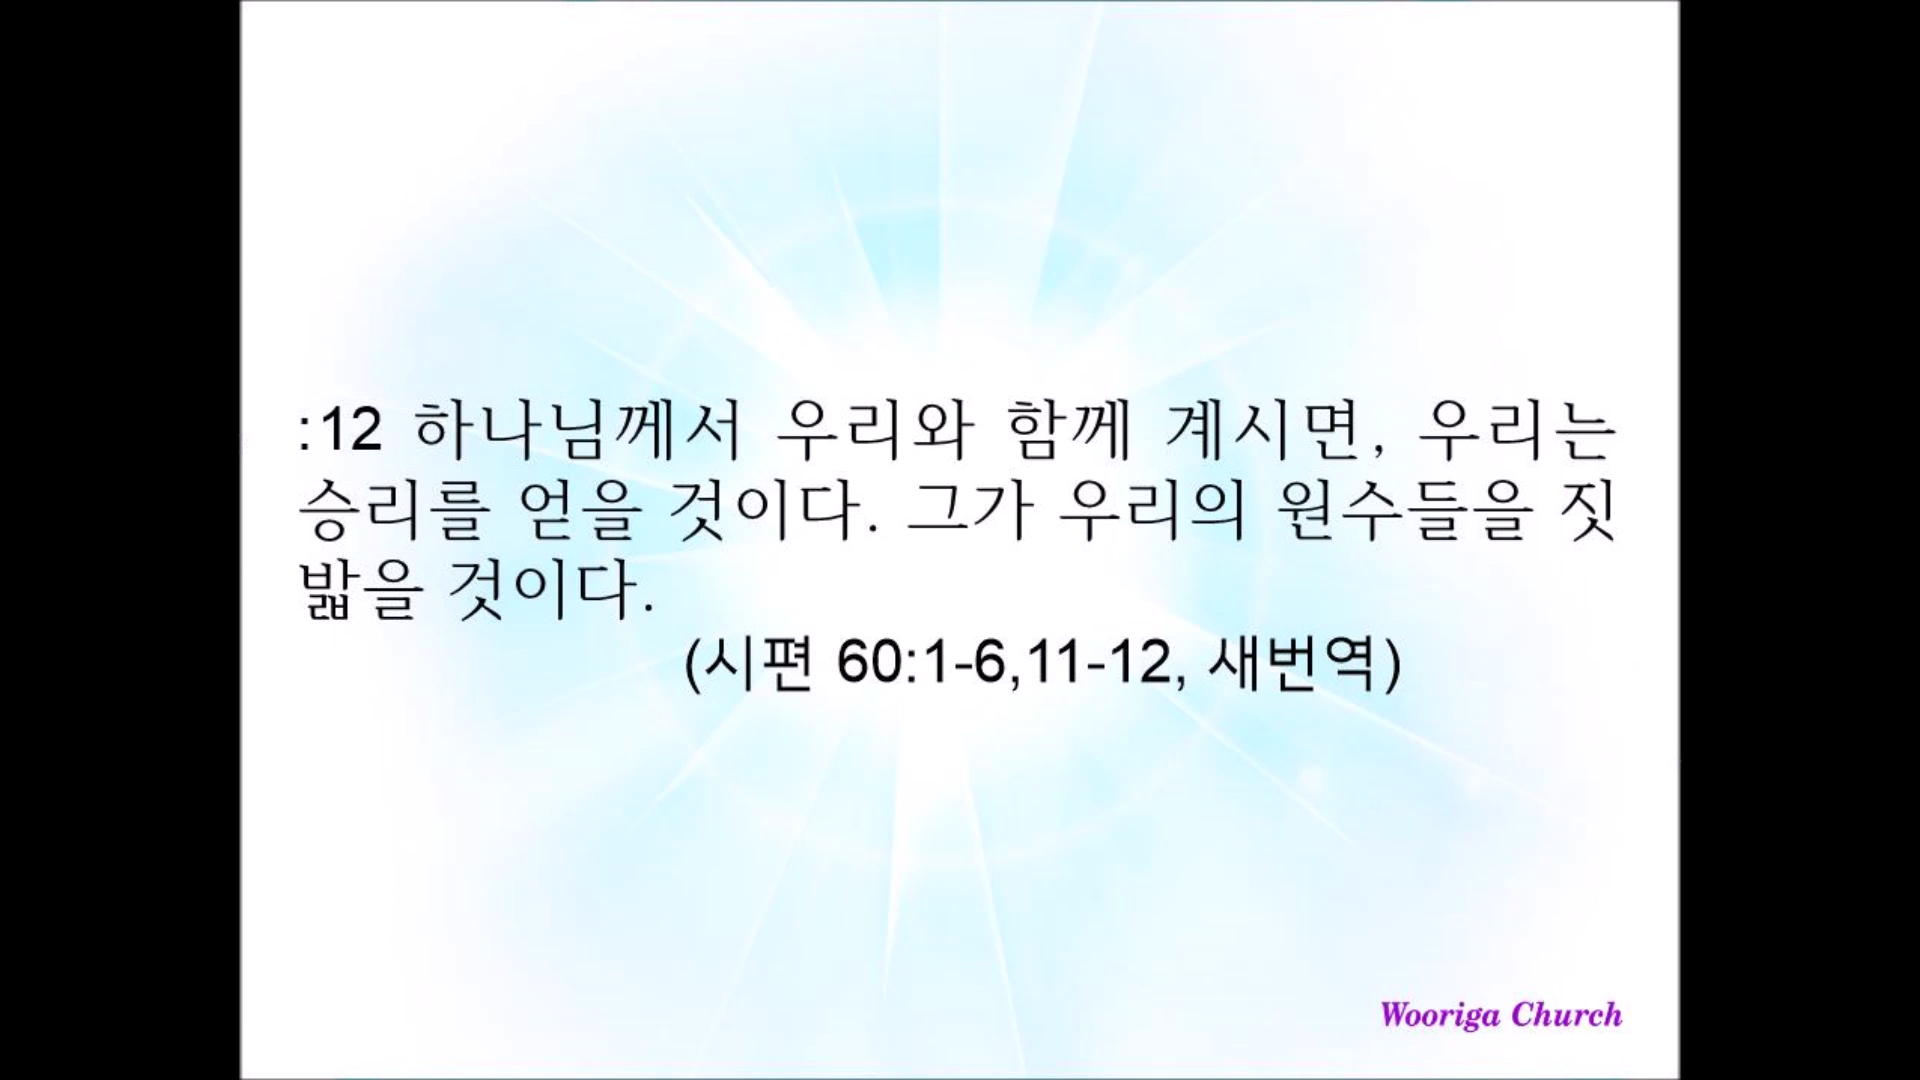 :12 하나님께서 우리와 함께 계시면, 우리는
승리를 얻을 것이다. 그가 우리의 원수들을 짓
밟을 것이다.
(시편 60:1-6,11-12, 새번역)
Wooriga Church